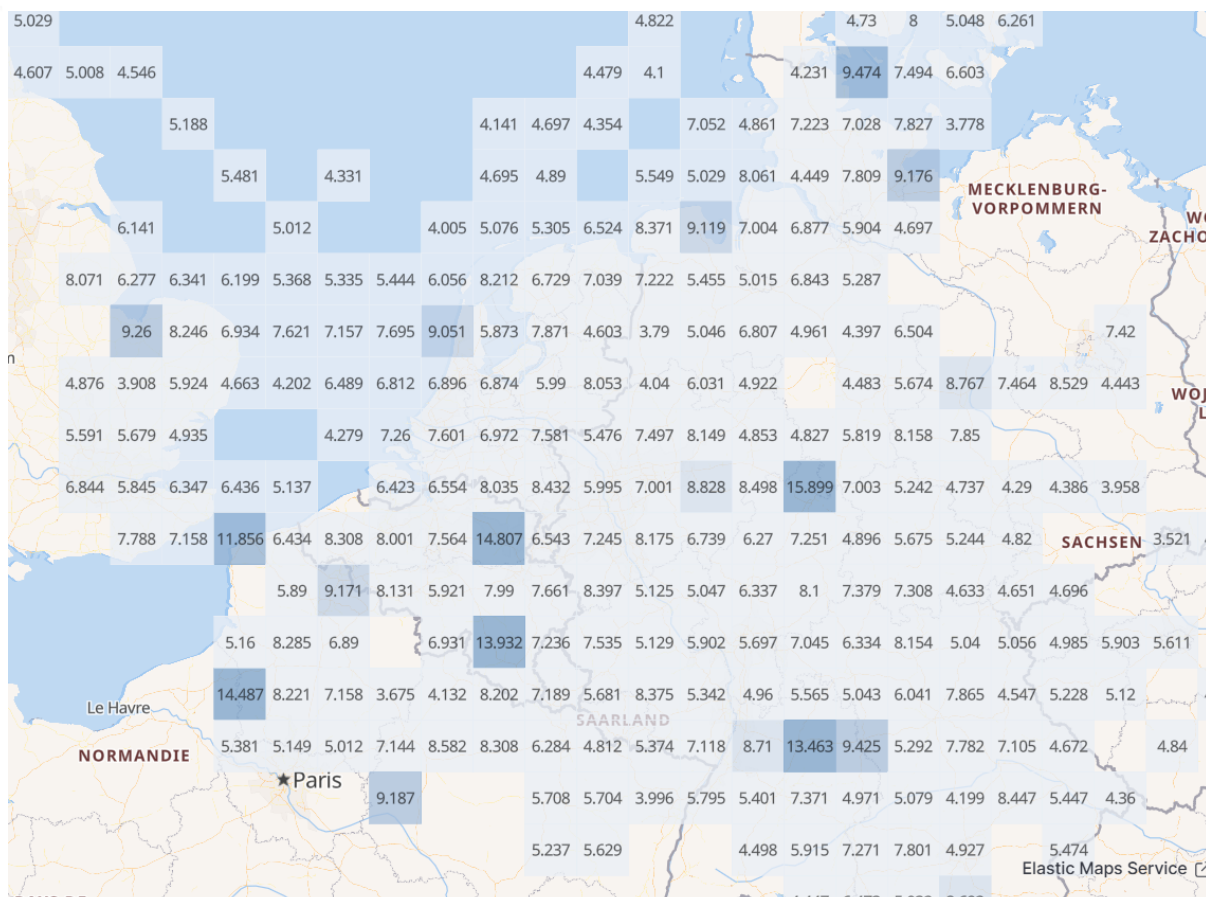 5.029 4.822 4.73 8 5.048 6.261
4.607 5.008 4.546 4.479 4.1 4.231 9.474 7.494 6.603
5.188 4.141 4.697 4.354 7.052 4.861 7.223 7.028 7.827 3.778
5.481 4.331 4.695 4.89 5.549 5.029 8.061 4.449 7.809 9.176
MECKLENBURG-
VORPOMMERN
6.141 5.012 4.005 5.076 5.305 6.524 8.371 9.119 7.004 6.877 5.904 4.697
ZACHO
8.071 6.277 6.341 6.199 5.368 5.335 5.444 6.056 8.212 6.729 7.039 7.222 5.455 5.015 6.843 5.287
9.26 8.246 6.934 7.621 7.157 7.695 9.051 5.873 7.871 4.603 3.79 5.046 6.807 4.961 4.397 6.504 7.42
4.876 3.908 5.924 4.663 4.202 6.489 6.812 6.896 6.874 5.99 8.053 4.04 6.031 4.922 4.483 5.674 8.767 7.464 8.529 4.443
WOJ
5.591 5.679 4.935 4.279 7.26 7.601 6.972 7.581 5.476 7.497 8.149 4.853 4.827 5.819 8.158 7.85
6.844 5.845 6.347 6.436 5.137 6.423 6.554 8.035 8.432 5.995 7.001 8.828 8.498 15.899 7.003 5.242 4.737 4.29 4.386 3.958
7.788 7.158 11.856 6.434 8.308 8.001 7.564 14.807 6.543 7.245 8.175 6.739 6.27 7.251 4.896 5.675 5.244 4.82 SACHSEN 3.521
5.89 9.171 8.131 5.921 7.99 7.661 8.397 5.125 5.047 6.337 8.1 7.379 7.308 4.633 4.651 4.696
5.16 8.285 6.89 6.931 13.932 7.236 7.535 5.129 5.902 5.697 7.045 6.334 8.154 5.04 5.056 4.985 5.903 5.611
14.487 8.221 7.158 3.675 4.132 8.202 7.189 5.681 8.375 5.342 4.96 5.565 5.043 6.041 7.865 4.547 5.228 5.12
Le Havre
SAARLAND
5.381 5.149 5.012 7.144 8.582 8.308 6.284 4.812 5.374 7.118 8.71 13.463 9.425 5.292 7.782 7.105 4.672 4.84
NORMANDIE
Paris
9.187 5.708 5.704 3.996 5.795 5.401 7.371 4.971 5.079 4.199 8.447 5.447 4.36
5.237 5.629 4.498 5.915 7.271 7.801 4.927 5.474
Elastic Maps Service